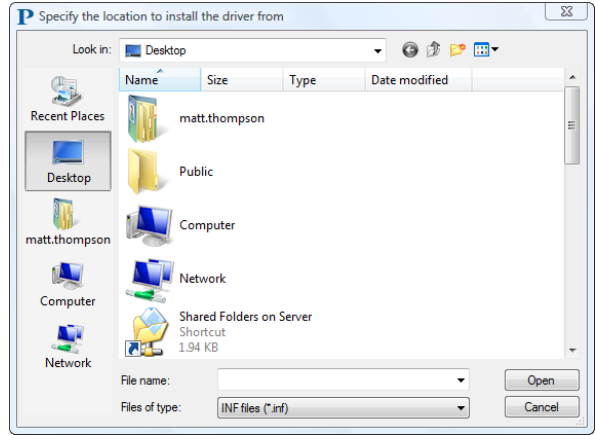 P Specify the location to install the driver from
Look in: Desktop
Name Size Type Date modified
Recent Places
Desktop
matt.thompson
Computer
Network
matt.thompson
Public
Computer
Network
Shared Folders on Server
Shortcut
1.94 KB
File name: Open
Files of type: INF files (*.inf) Cancel